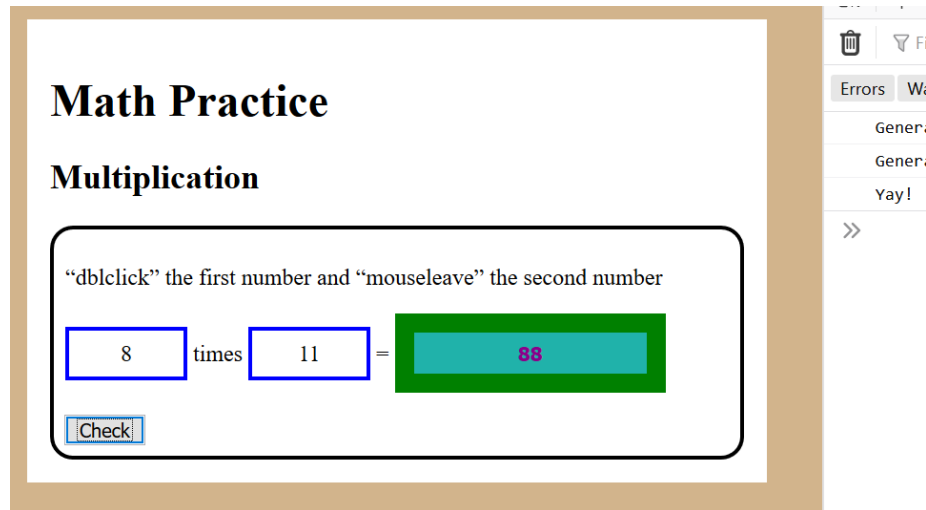 Math Practice
Multiplication
“dblclick” the first number and “mouseleave” the second number
8 times 11 = 88
Check
Errors
Yay!